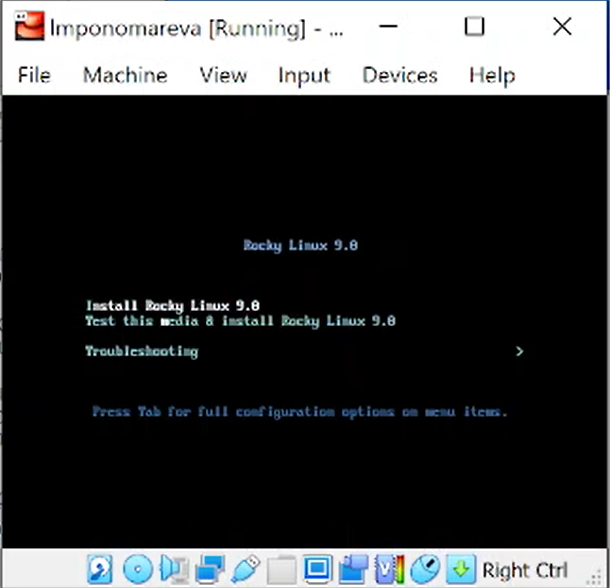 Imponomareva [Running] - ...
File Machine View Input Devices Help
Rocky Linux 9.0
Install Rocky Linux 9.0
Test this media & install Rocky Linux 9.0
Troubleshooting >
Press Tab for full configuration options on menu items.
Right Ctrl